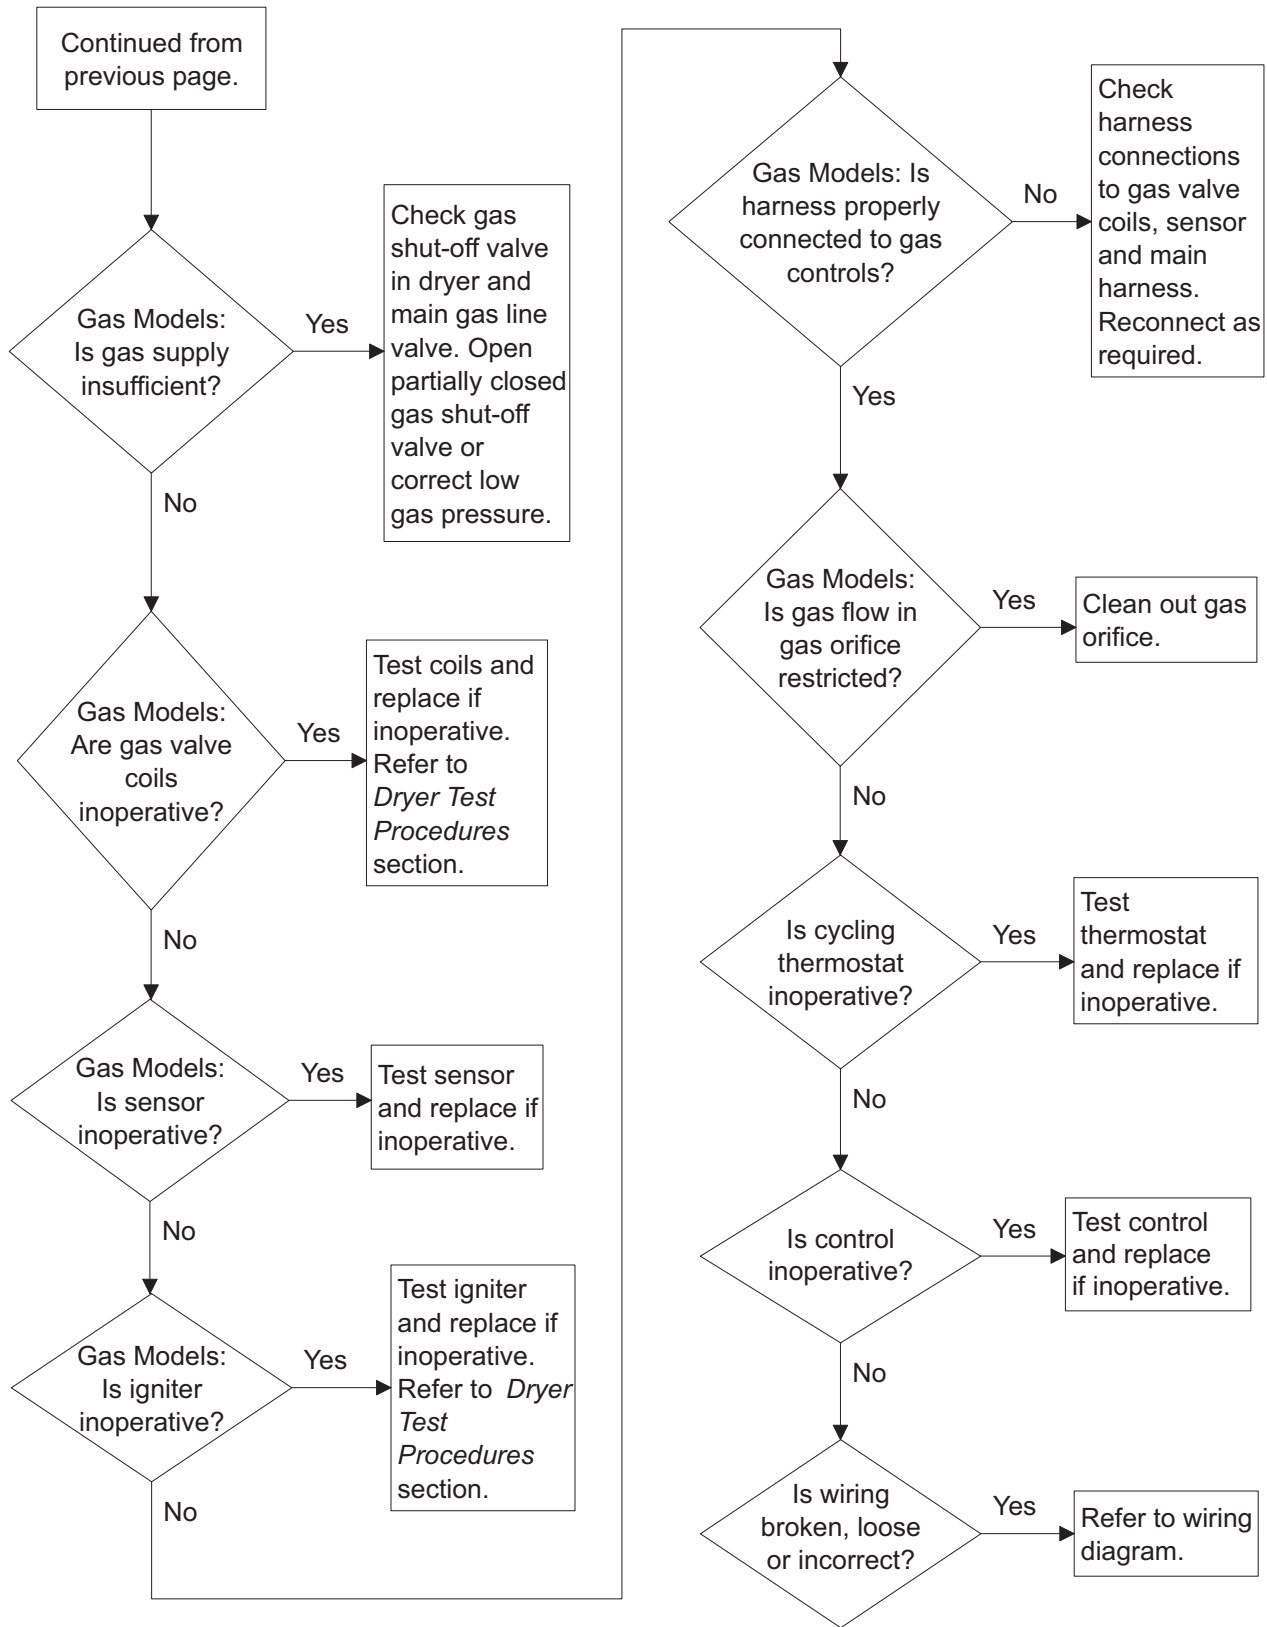 Continued from
previous page.
Gas Models:
Is gas supply
insufficient?
Yes
Check gas
shut-off valve
in dryer and
main gas line
valve. Open
partially closed
gas shut-off
valve or
correct low
gas pressure.
No
Gas Models:
Are gas valve
coils
inoperative?
Yes
Test coils and
replace if
inoperative.
Refer to
Dryer Test
Procedures
section.
No
Gas Models:
Is sensor
inoperative?
Yes
Test sensor
and replace if
inoperative.
No
Gas Models:
Is igniter
inoperative?
Yes
Test igniter
and replace if
inoperative.
Refer to Dryer
Test
Procedures
section.
No
Gas Models: Is
harness properly
connected to gas
controls?
No
Check
harness
connections
to gas valve
coils, sensor
and main
harness.
Reconnect as
required.
Yes
Gas Models:
Is gas flow in
gas orifice
restricted?
Yes
Clean out gas
orifice.
No
Is cycling
thermostat
inoperative?
Yes
Test
thermostat
and replace if
inoperative.
No
Is control
inoperative?
Yes
Test control
and replace
if inoperative.
No
Is wiring
broken, loose
or incorrect?
Yes
Refer to wiring
diagram.